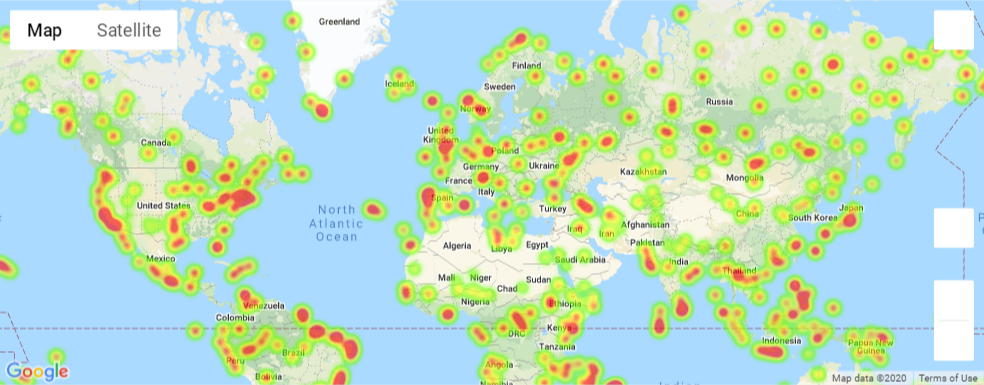 Map Satellite
Greenland
Iceland
Finland
Sweden
Norway
Russia
Canada
United
Kingdom
Poland
Germany
Ukraine
Kazakhstan
Mongolia
France
Italy
Spain
United States
North
Atlantic
Ocean
Turkey
Iraq
Iran
Afghanistan
Pakistan
China
South Korea
Japan
Algeria
Libya
Egypt
Saudi Arabia
India
Thailand
Mexico
Mali
Niger
Chad
Sudan
Nigeria
Ethiopia
Venezuela
Colombia
DRC
Kenya
Tanzania
Indonesia
Papua New
Guinea
Peru
Brazil
Bolivia
Angola
Namibia
Google
Map data ©2020
Terms of Use